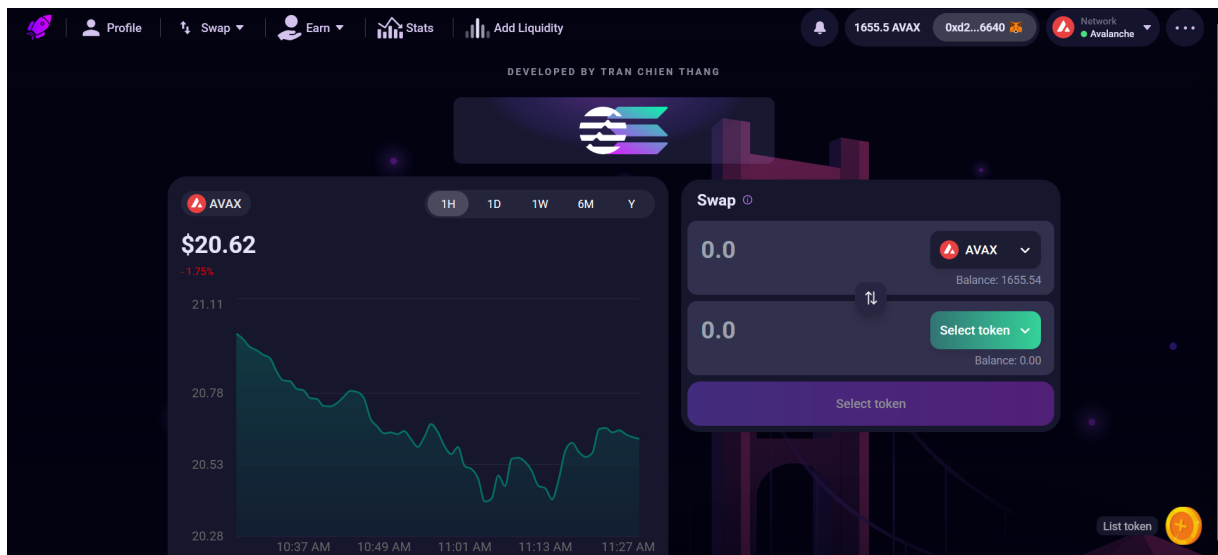 Profile Swap Earn Stats Add Liquidity 1655.5 AVAX 0xd2...6640 Network
Avalanche
DEVELOPED BY TRAN CHIEN THANG
AVAX 1H 1D 1W 6M Y
$20.62
- 1.75%
21.11
20.78
20.53
20.28
10:37 AM 10:49 AM 11:01 AM 11:13 AM 11:27 AM
Swap
0.0 AVAX
Balance: 1655.54
0.0 Select token
Balance: 0.00
Select token
List token